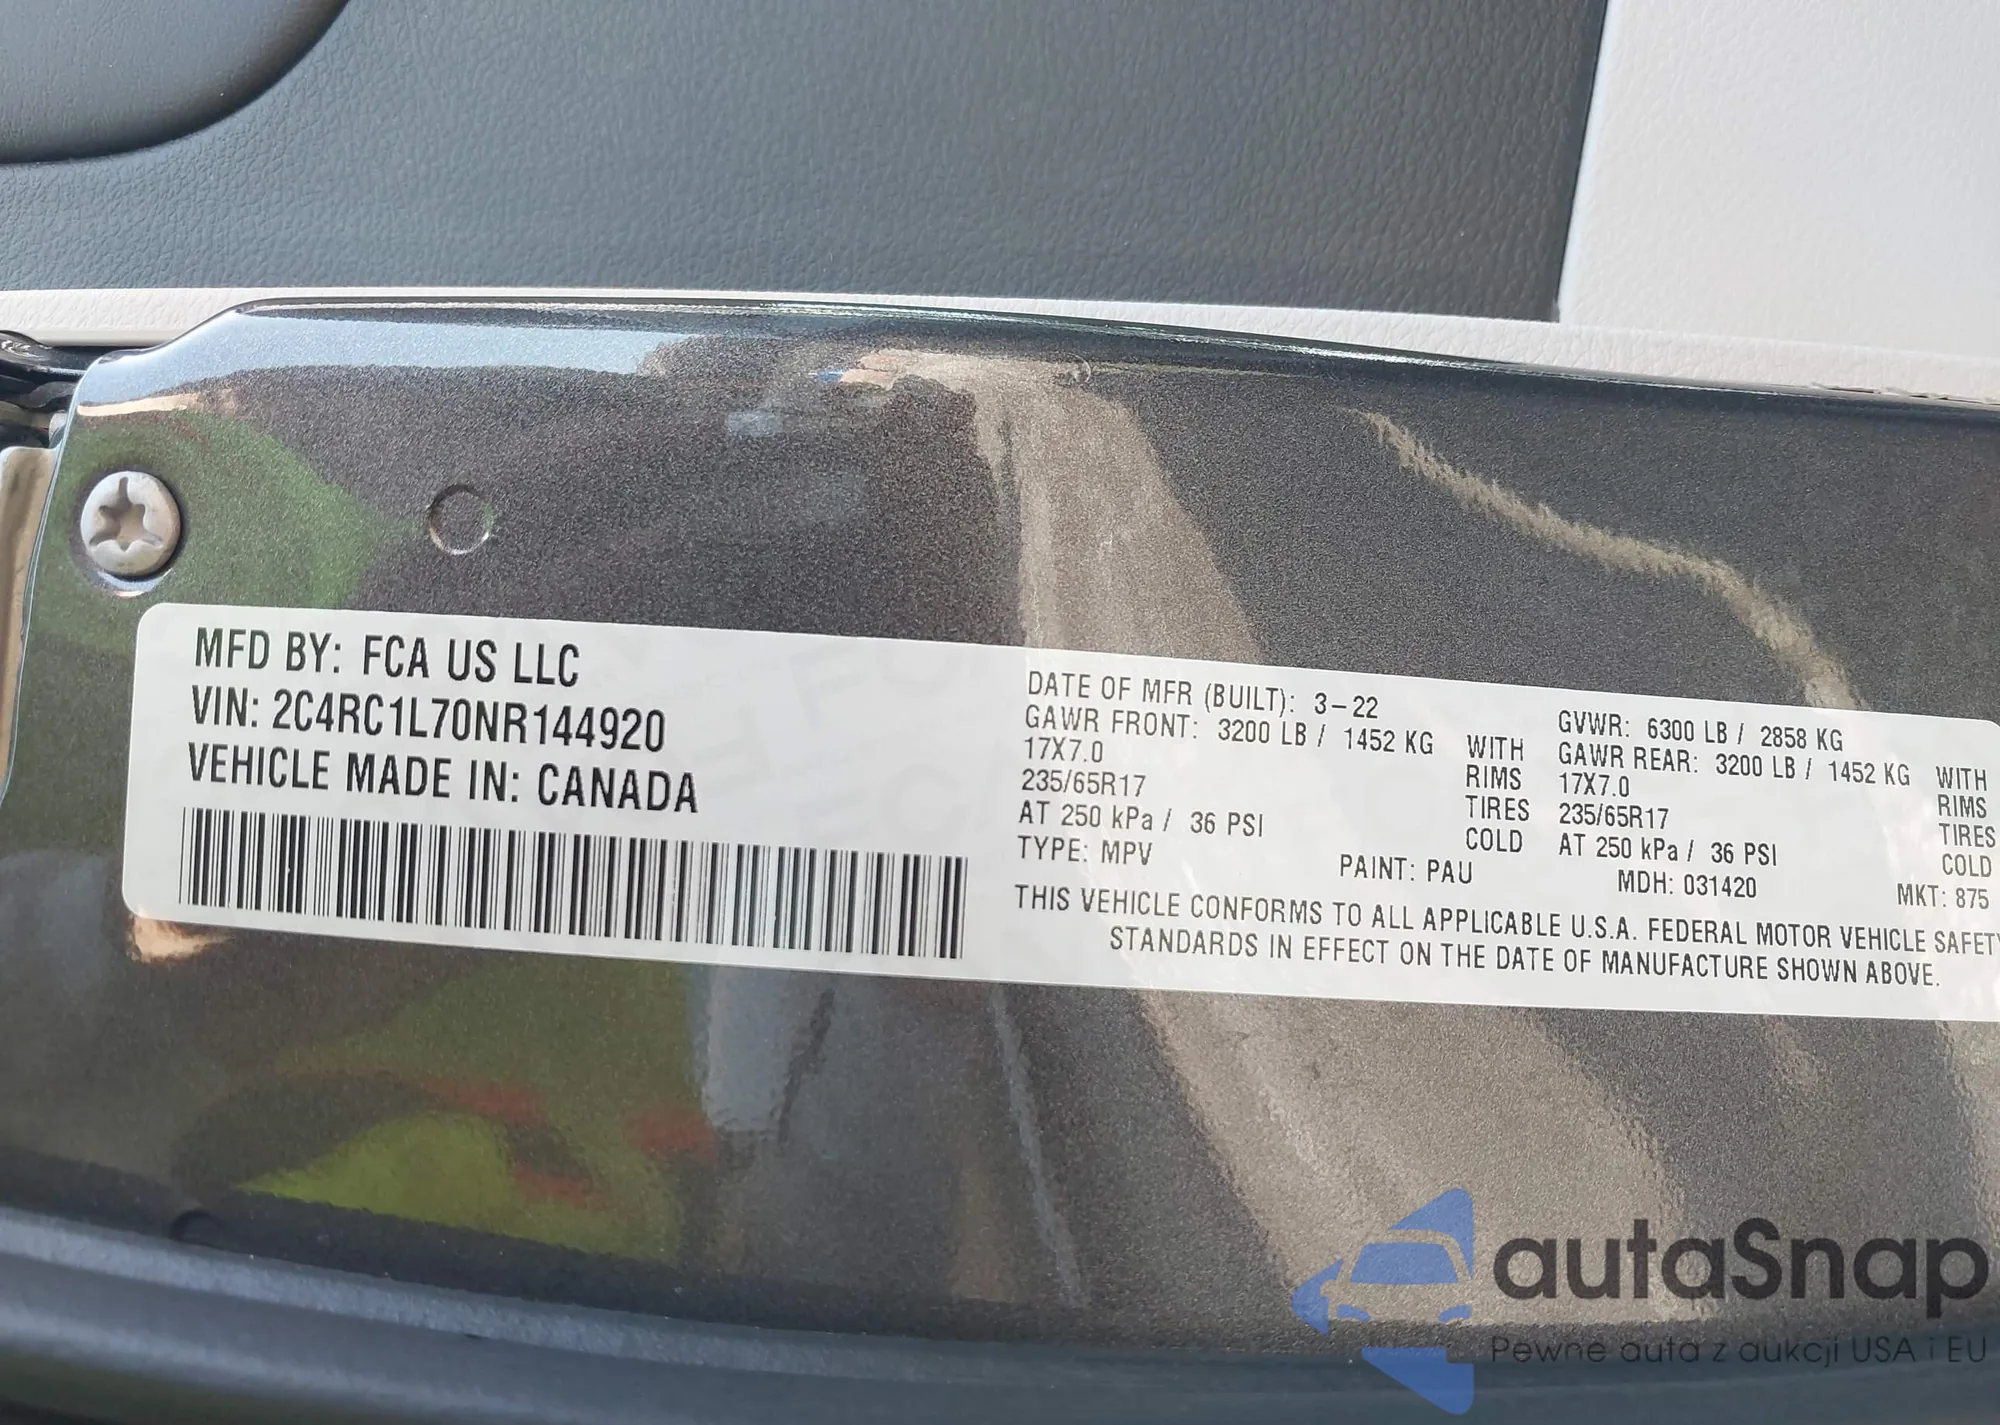 MFD BY: FCA US LLC
VIN: 2C4RC1L70NR144920
VEHICLE MADE IN: CANADA
DATE OF MFR (BUILT): 3-22
GVWR: 6300 LB / 2858 KG
GAWR FRONT: 3200 LB / 1452 KG WITH
GAWR REAR: 3200 LB / 1452 KG WITH
17X7.0 RIMS
17X7.0 RIMS
235/65R17 TIRES
235/65R17 TIRES
AT 250 kPa / 36 PSI COLD
AT 250 kPa / 36 PSI COLD
TYPE: MPV PAINT: PAU MDH: 031420 MKT: 875
THIS VEHICLE CONFORMS TO ALL APPLICABLE U.S.A. FEDERAL MOTOR VEHICLE SAFETY
STANDARDS IN EFFECT ON THE DATE OF MANUFACTURE SHOWN ABOVE.
autaSnap
Pewne auta z aukcji USA i EU